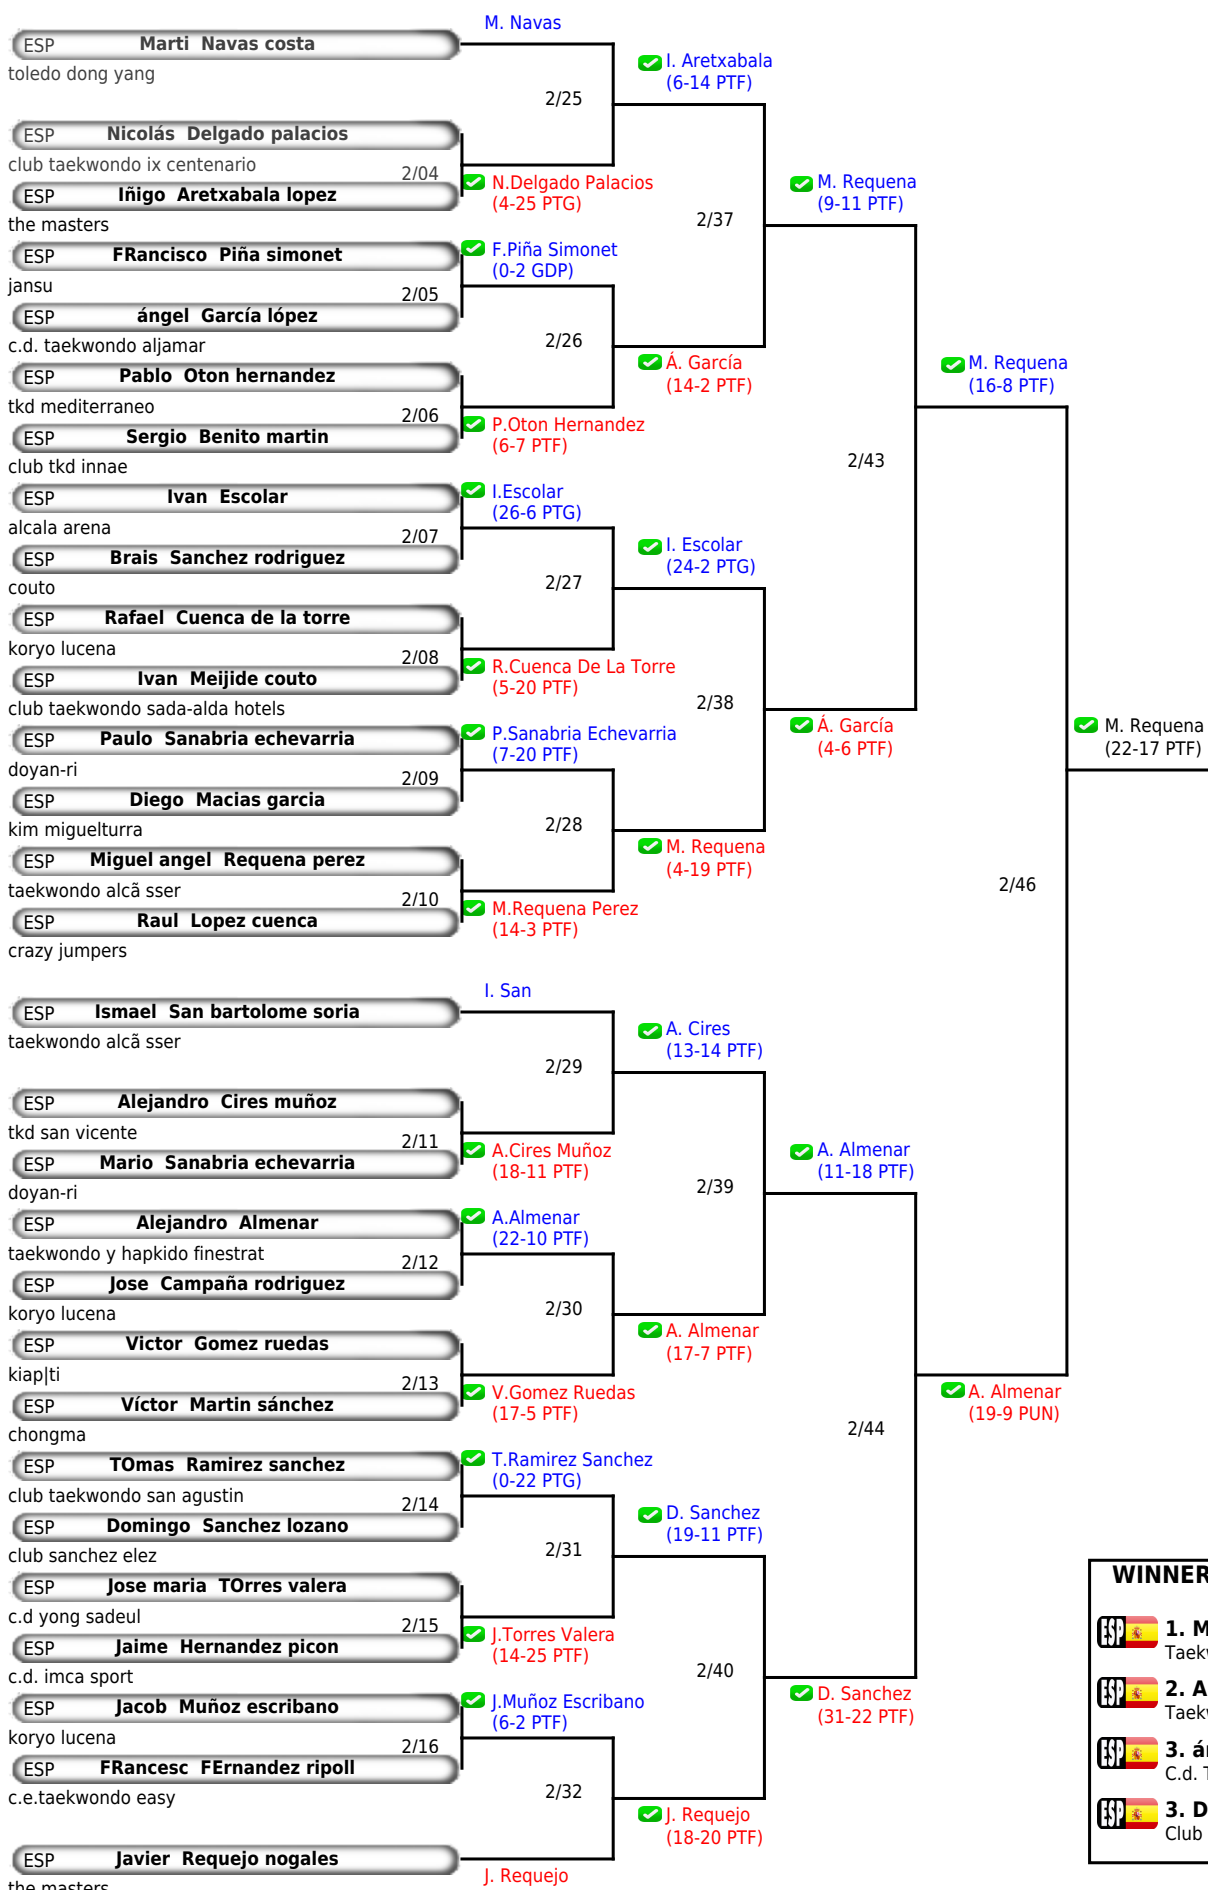 M. Navas
ESP Marti Navas costa
toledo dong yang
I. Aretxabala
(6-14 PTF)
2/25
ESP Nicolás Delgado palacios
club taekwondo ix centenario
2/04
N.Delgado Palacios
(4-25 PTG)
ESP Iñigo Aretxabala lopez
the masters
M. Requena
(9-11 PTF)
2/37
ESP FRancisco Piña simonet
jansu
F.Piña Simonet
(0-2 GDP)
2/05
ESP ángel García lópez
c.d. taekwondo aljamar
2/26
Á. García
(14-2 PTF)
ESP Pablo Oton hernandez
tkd mediterraneo
2/06
P.Oton Hernandez
(6-7 PTF)
ESP Sergio Benito martin
club tkd innae
M. Requena
(16-8 PTF)
2/43
ESP Ivan Escolar
alcala arena
I.Escolar
(26-6 PTG)
2/07
ESP Brais Sanchez rodriguez
couto
I. Escolar
(24-2 PTG)
2/27
ESP Rafael Cuenca de la torre
koryo lucena
2/08
R.Cuenca De La Torre
(5-20 PTF)
ESP Ivan Meijide couto
club taekwondo sada-alda hotels
2/38
Á. García
(4-6 PTF)
M. Requena
(22-17 PTF)
ESP Paulo Sanabria echevarria
doyan-ri
P.Sanabria Echevarria
(7-20 PTF)
2/09
ESP Diego Macias garcia
kim miguelturra
2/28
M. Requena
(4-19 PTF)
ESP Miguel angel Requena perez
taekwondo alcã sser
2/10
M.Requena Perez
(14-3 PTF)
ESP Raul Lopez cuenca
crazy jumpers
2/46
I. San
ESP Ismael San bartolome soria
taekwondo alcã sser
A. Cires
(13-14 PTF)
2/29
ESP Alejandro Cires muñoz
tkd san vicente
2/11
A.Cires Muñoz
(18-11 PTF)
ESP Mario Sanabria echevarria
doyan-ri
A. Almenar
(11-18 PTF)
2/39
ESP Alejandro Almenar
taekwondo y hapkido finestrat
A.Almenar
(22-10 PTF)
2/12
ESP Jose Campaña rodriguez
koryo lucena
2/30
A. Almenar
(17-7 PTF)
ESP Victor Gomez ruedas
kiap|ti
2/13
V.Gomez Ruedas
(17-5 PTF)
ESP Víctor Martin sánchez
chongma
A. Almenar
(19-9 PUN)
2/44
ESP TOmas Ramirez sanchez
club taekwondo san agustin
T.Ramirez Sanchez
(0-22 PTG)
2/14
ESP Domingo Sanchez lozano
club sanchez elez
D. Sanchez
(19-11 PTF)
2/31
ESP Jose maria TOrres valera
c.d yong sadeul
2/15
J.Torres Valera
(14-25 PTF)
ESP Jaime Hernandez picon
c.d. imca sport
2/40
D. Sanchez
(31-22 PTF)
ESP Jacob Muñoz escribano
koryo lucena
J.Muñoz Escribano
(6-2 PTF)
2/16
ESP FRancesc FErnandez ripoll
c.e.taekwondo easy
2/32
J. Requejo
(18-20 PTF)
ESP Javier Requejo nogales
J. Requejo
the masters
WINNER
ESP 1. M
Taekw
ESP 2. A
Taekw
ESP 3. án
C.d. T
ESP 3. D
Club